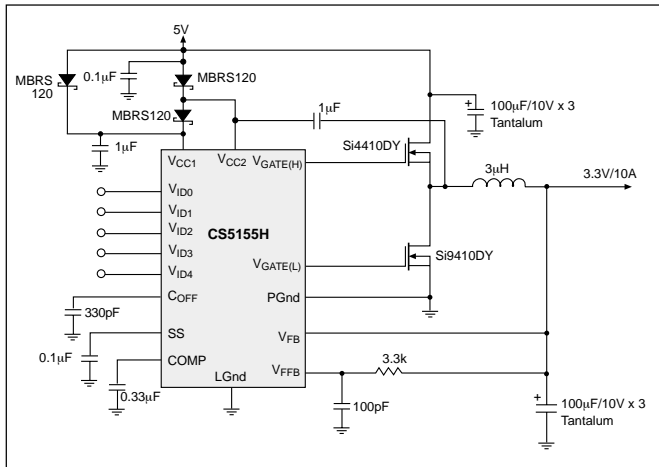 5V
MBRS
120
0.1μF
MBRS120
MBRS120
1μF
1μF
100μF/10V x 3
Tantalum
VCC1
VCC2
VGATE(H)
Si4410DY
3μH
3.3V/10A
VID0
VID1
VID2
VID3
VID4
CS5155H
VGATE(L)
Si9410DY
COFF
PGnd
330pF
SS
VFB
0.1μF
COMP
VFFB
3.3k
LGnd
0.33μF
100pF
100μF/10V x 3
Tantalum